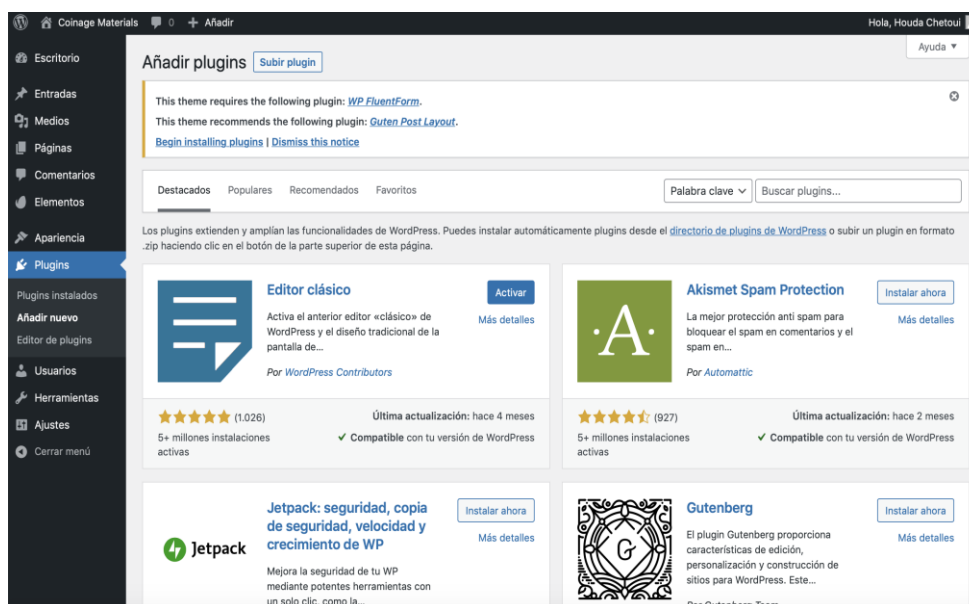 Coinage Materials 0 + Añadir Hola, Houda Chetoui
Ayuda ▼
Escritorio
Entradas
Medios
Páginas
Comentarios
Elementos
Apariencia
Plugins
Plugins instalados
Añadir nuevo
Editor de plugins
Usuarios
Herramientas
Ajustes
Cerrar menú
Añadir plugins Subir plugin
This theme requires the following plugin: WP FluentForm.
This theme recommends the following plugin: Guten Post Layout.
Begin installing plugins | Dismiss this notice
Destacados Populares Recomendados Favoritos Palabra clave Buscar plugins...
Los plugins extienden y amplían las funcionalidades de WordPress. Puedes instalar automáticamente plugins desde el directorio de plugins de WordPress o subir un plugin en formato
.zip haciendo clic en el botón de la parte superior de esta página.
Editor clásico
Activar
Más detalles
Activa el anterior editor «clásico» de
WordPress y el diseño tradicional de la
pantalla de...
Por WordPress Contributors
(1.026)
5+ millones instalaciones
activas
Última actualización: hace 4 meses
✔ Compatible con tu versión de WordPress
·A·
Akismet Spam Protection
Instalar ahora
Más detalles
La mejor protección anti spam para
bloquear el spam en comentarios y el
spam en...
Por Automattic
(927)
5+ millones instalaciones
activas
Última actualización: hace 2 meses
✔ Compatible con tu versión de WordPress
Jetpack
Jetpack: seguridad, copia
de seguridad, velocidad y
crecimiento de WP
Instalar ahora
Más detalles
Mejora la seguridad de tu WP
mediante potentes herramientas con
un solo clic, como la...
G
Gutenberg
Instalar ahora
Más detalles
El plugin Gutenberg proporciona
características de edición,
personalización y construcción de
sitios para WordPress. Este...
Por Gutenberg Team